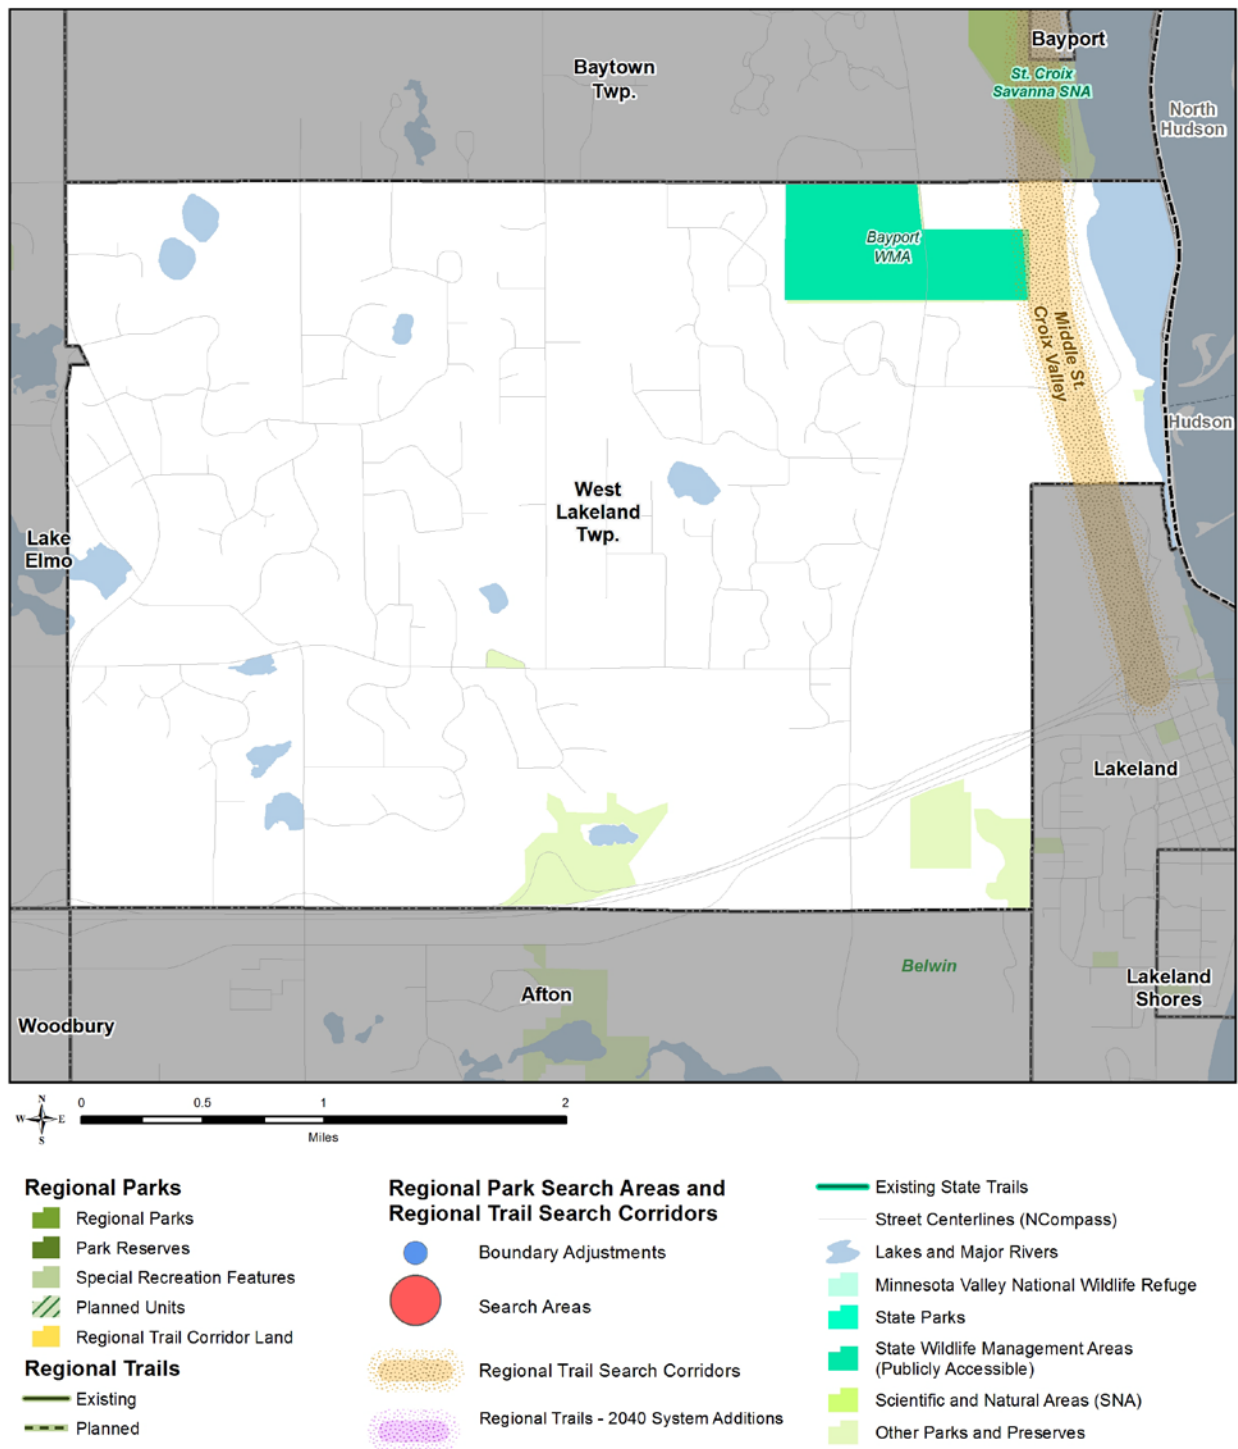 Bayport
St. Croix
Savanna SNA
Baytown
Twp.
North
Hudson
Bayport
WMA
Middle St.
Croix Valley
Hudson
West
Lakeland
Twp.
Lake
Elmo
Lakeland
Belwin
Lakeland
Shores
Afton
Woodbury
N
W E
S
0 0.5 1 2
Miles
Regional Parks
Regional Parks
Park Reserves
Special Recreation Features
Planned Units
Regional Trail Corridor Land
Regional Trails
Existing
Planned
Regional Park Search Areas and
Regional Trail Search Corridors
Boundary Adjustments
Search Areas
Regional Trail Search Corridors
Regional Trails - 2040 System Additions
Existing State Trails
Street Centerlines (NCompass)
Lakes and Major Rivers
Minnesota Valley National Wildlife Refuge
State Parks
State Wildlife Management Areas
(Publicly Accessible)
Scientific and Natural Areas (SNA)
Other Parks and Preserves